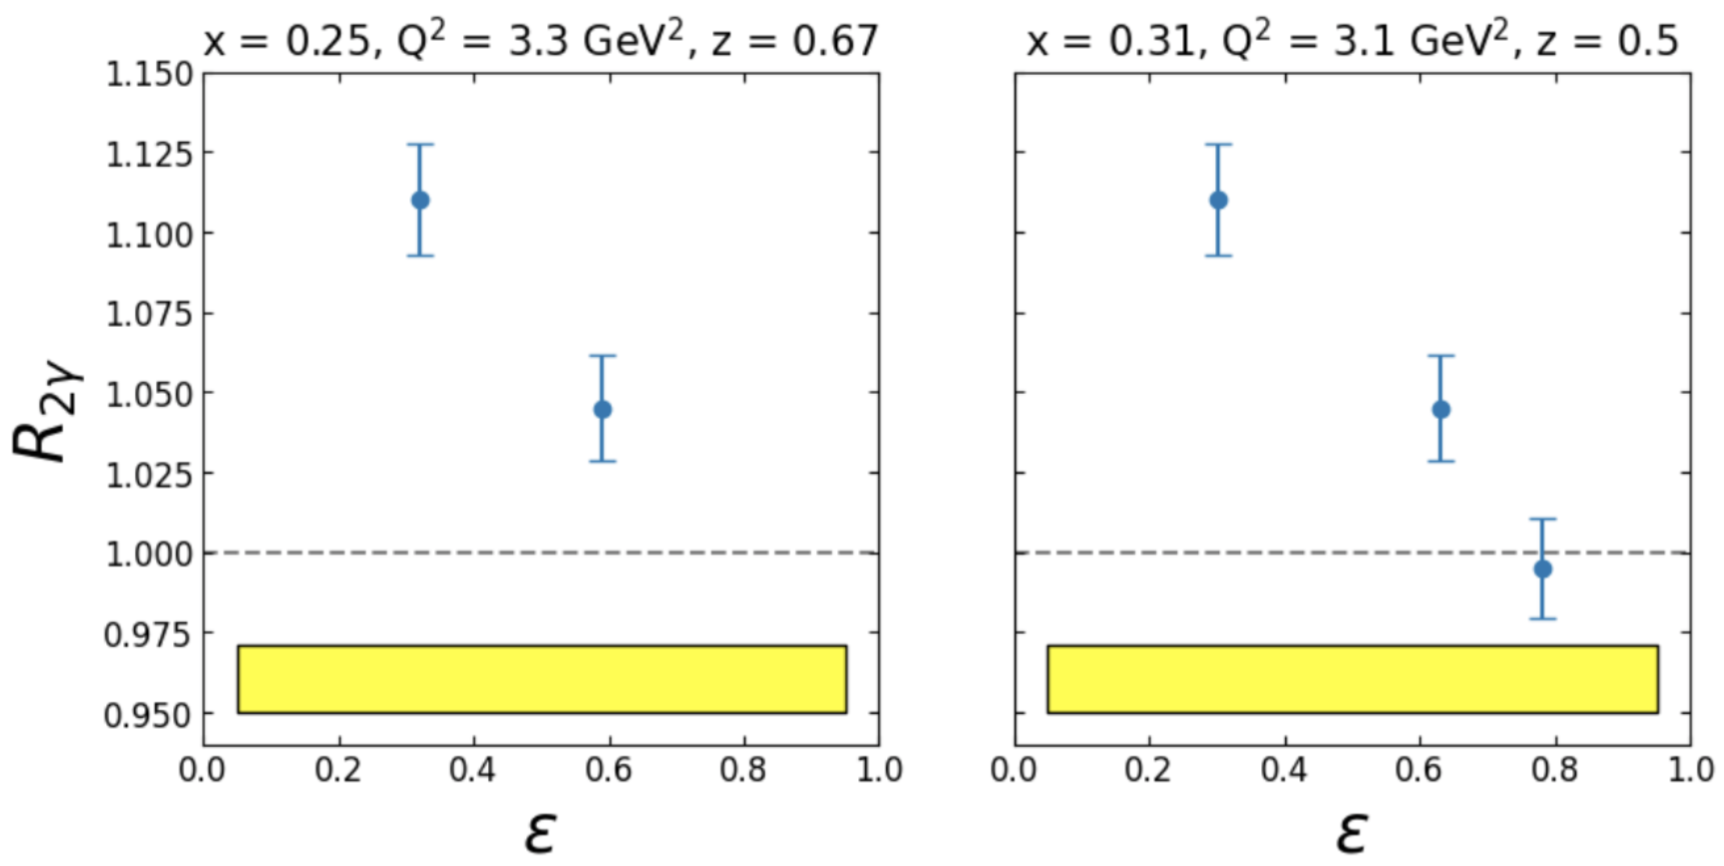 x = 0.25, Q² = 3.3 GeV², z = 0.67
x = 0.31, Q² = 3.1 GeV², z = 0.5
1.150
1.125
1.100
1.075
1.050
1.025
1.000
0.975
0.950
R₂γ
0.0 0.2 0.4 0.6 0.8 1.0
0.0 0.2 0.4 0.6 0.8 1.0
ε
ε